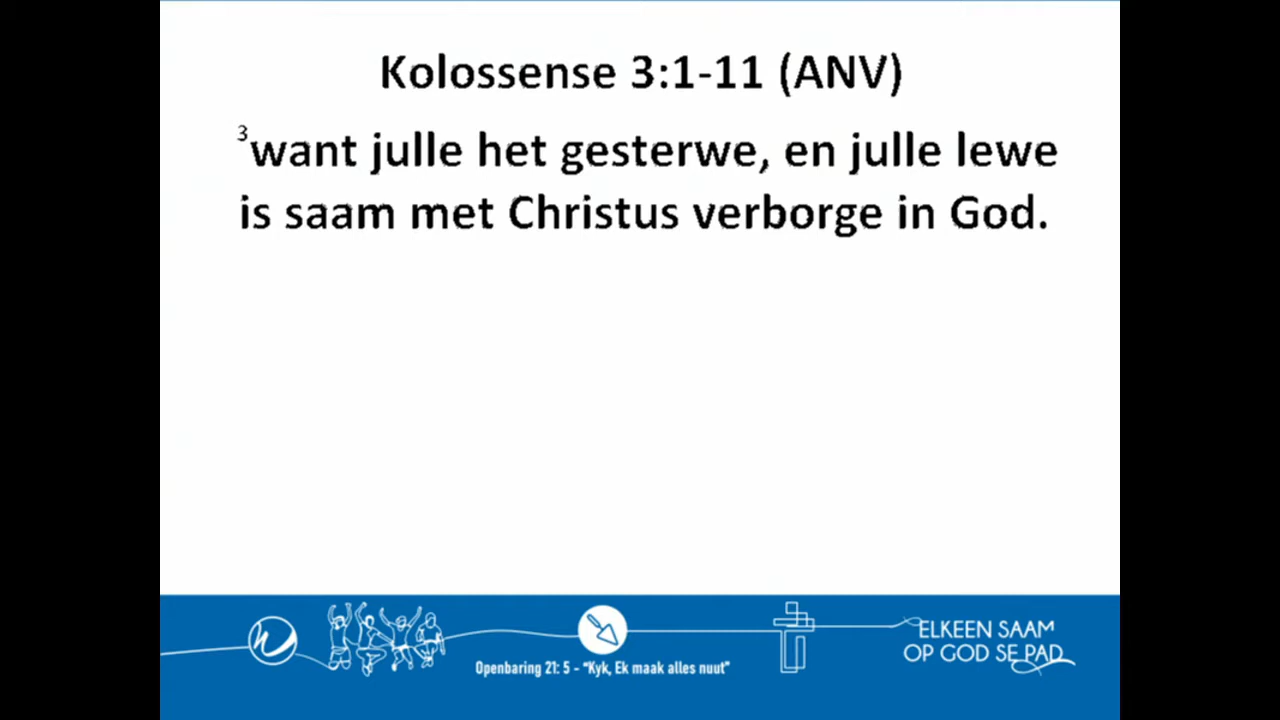 Kolossense 3:1-11 (ANV)
3want julle het gesterwe, en julle lewe
is saam met Christus verborge in God.
Openbaring 21: 5 - "Kyk, Ek maak alles nuut"
ELKEEN SAAM
OP GOD SE PAD